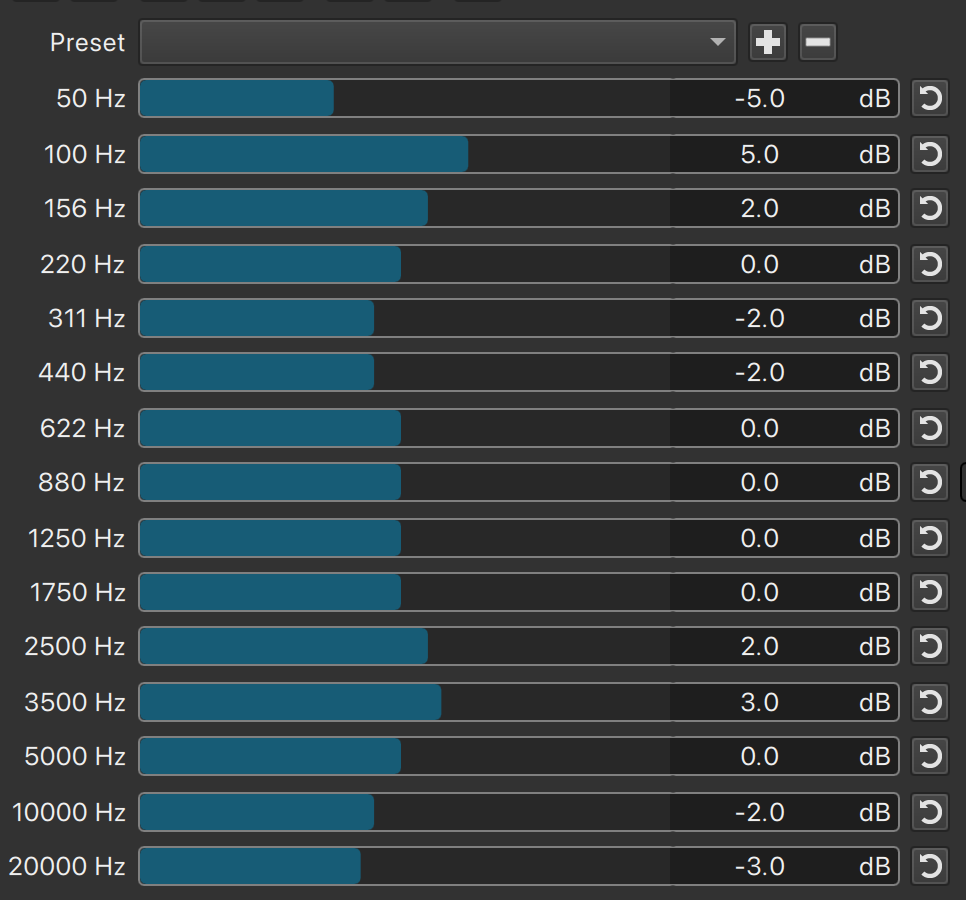 Preset
50 Hz -5.0 dB
100 Hz 5.0 dB
156 Hz 2.0 dB
220 Hz 0.0 dB
311 Hz -2.0 dB
440 Hz -2.0 dB
622 Hz 0.0 dB
880 Hz 0.0 dB
1250 Hz 0.0 dB
1750 Hz 0.0 dB
2500 Hz 2.0 dB
3500 Hz 3.0 dB
5000 Hz 0.0 dB
10000 Hz -2.0 dB
20000 Hz -3.0 dB